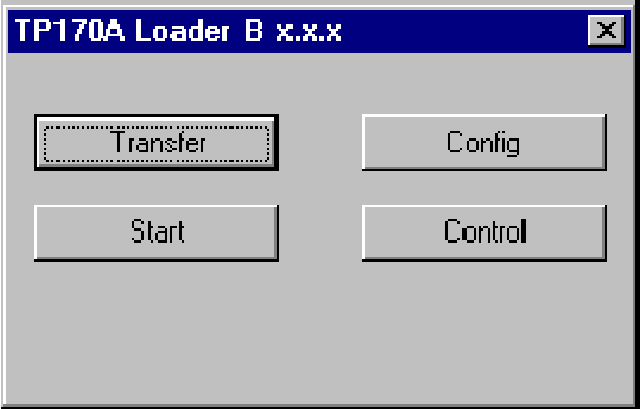 TP170A Loader B x.x.x
Transfer
Config
Start
Control